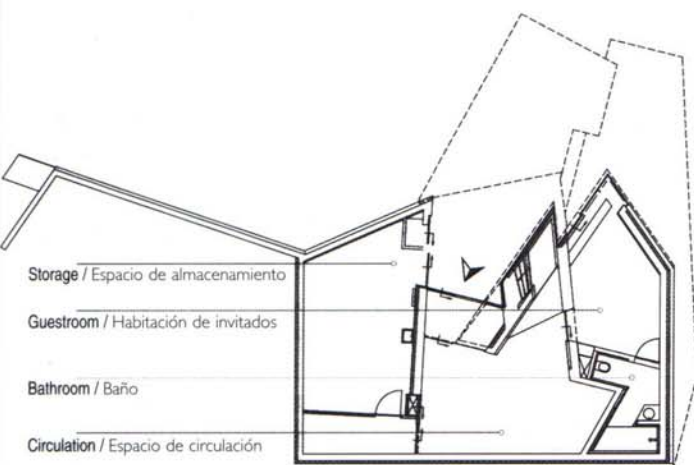 Storage / Espacio de almacenamiento
Guestroom / Habitación de invitados
Bathroom / Baño
Circulation / Espacio de circulación